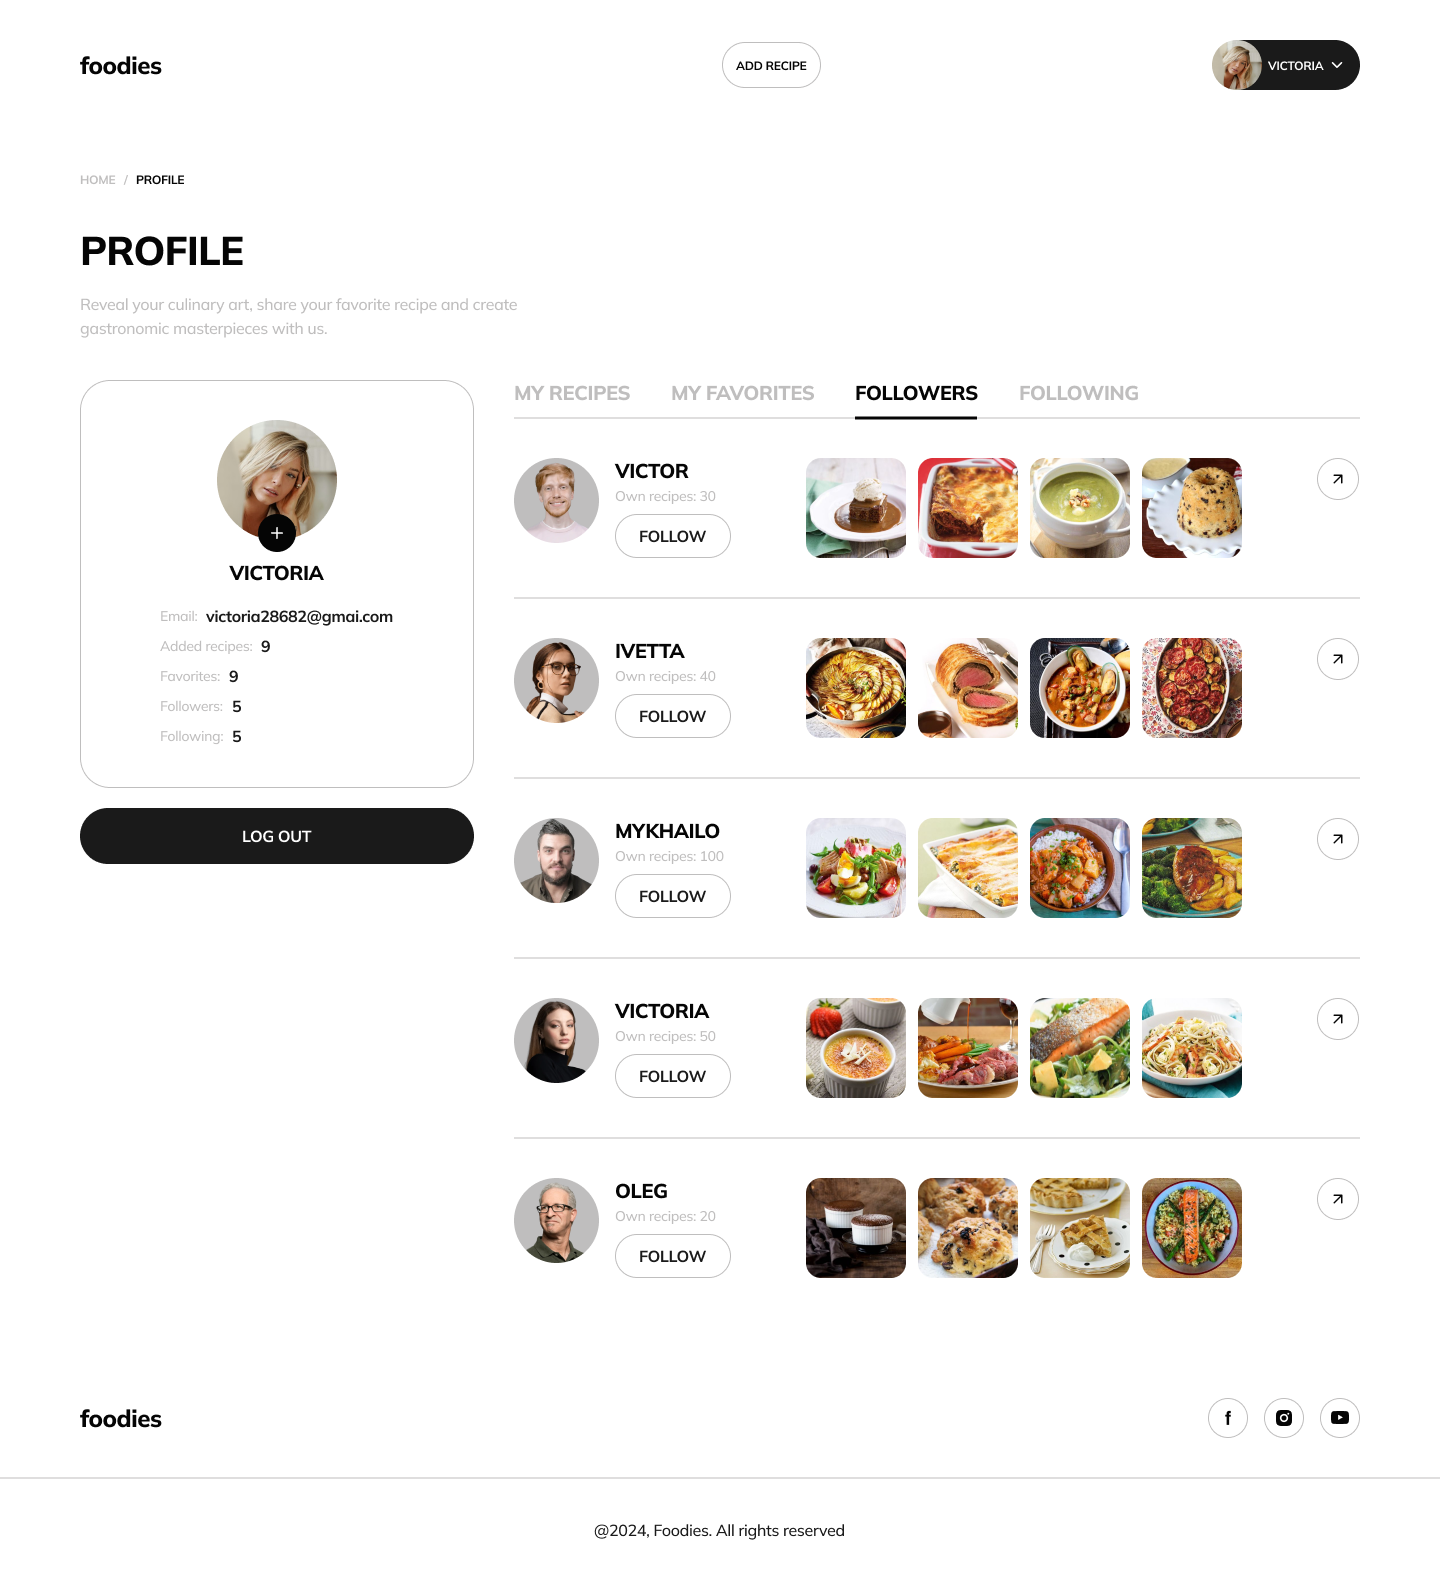 foodies
ADD RECIPE
VICTORIA
HOME / PROFILE
PROFILE
Reveal your culinary art, share your favorite recipe and create
gastronomic masterpieces with us.
VICTORIA
Email: victoria28682@gmai.com
Added recipes: 9
Favorites: 9
Followers: 5
Following: 5
LOG OUT
MY RECIPES MY FAVORITES FOLLOWERS FOLLOWING
VICTOR
Own recipes: 30
FOLLOW
IVETTA
Own recipes: 40
FOLLOW
MYKHAILO
Own recipes: 100
FOLLOW
VICTORIA
Own recipes: 50
FOLLOW
OLEG
Own recipes: 20
FOLLOW
foodies
@2024, Foodies. All rights reserved